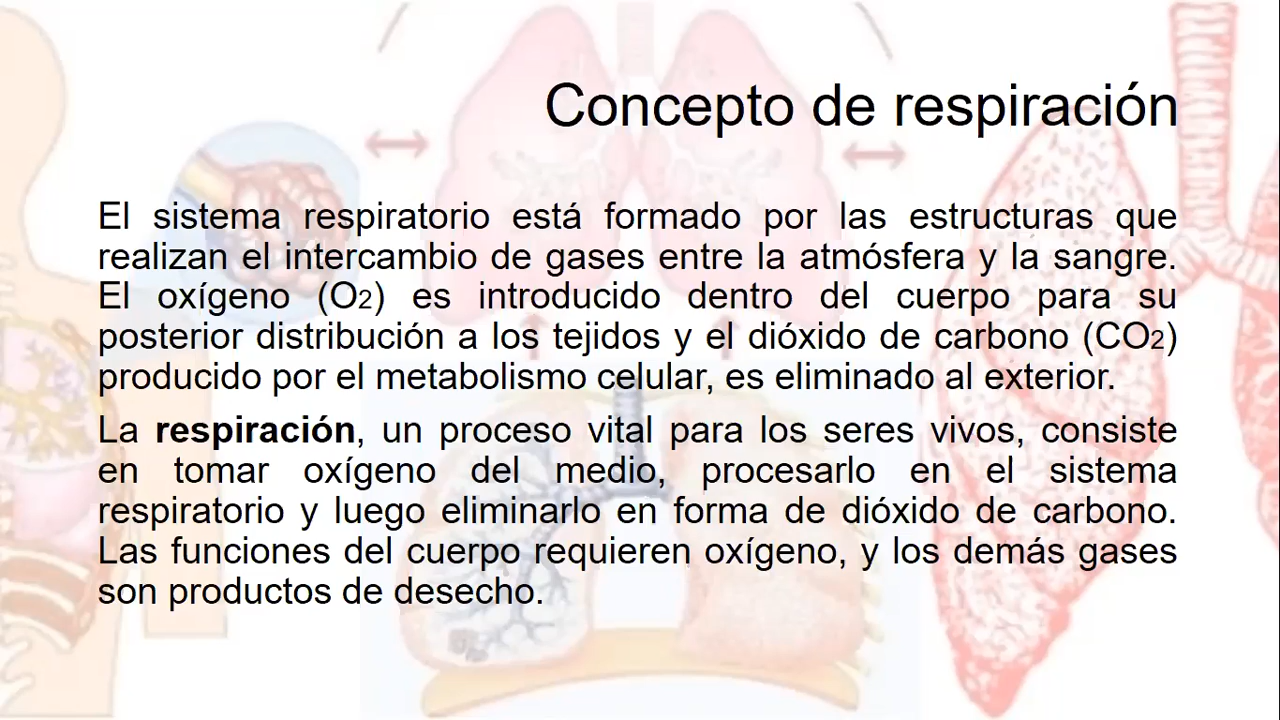 Concepto de respiración
El sistema respiratorio está formado por las estructuras que
realizan el intercambio de gases entre la atmósfera y la sangre.
El oxígeno (O2) es introducido dentro del cuerpo para su
posterior distribución a los tejidos y el dióxido de carbono (CO2)
producido por el metabolismo celular, es eliminado al exterior.
La respiración, un proceso vital para los seres vivos, consiste
en tomar oxígeno del medio, procesarlo en el sistema
respiratorio y luego eliminarlo en forma de dióxido de carbono.
Las funciones del cuerpo requieren oxígeno, y los demás gases
son productos de desecho.